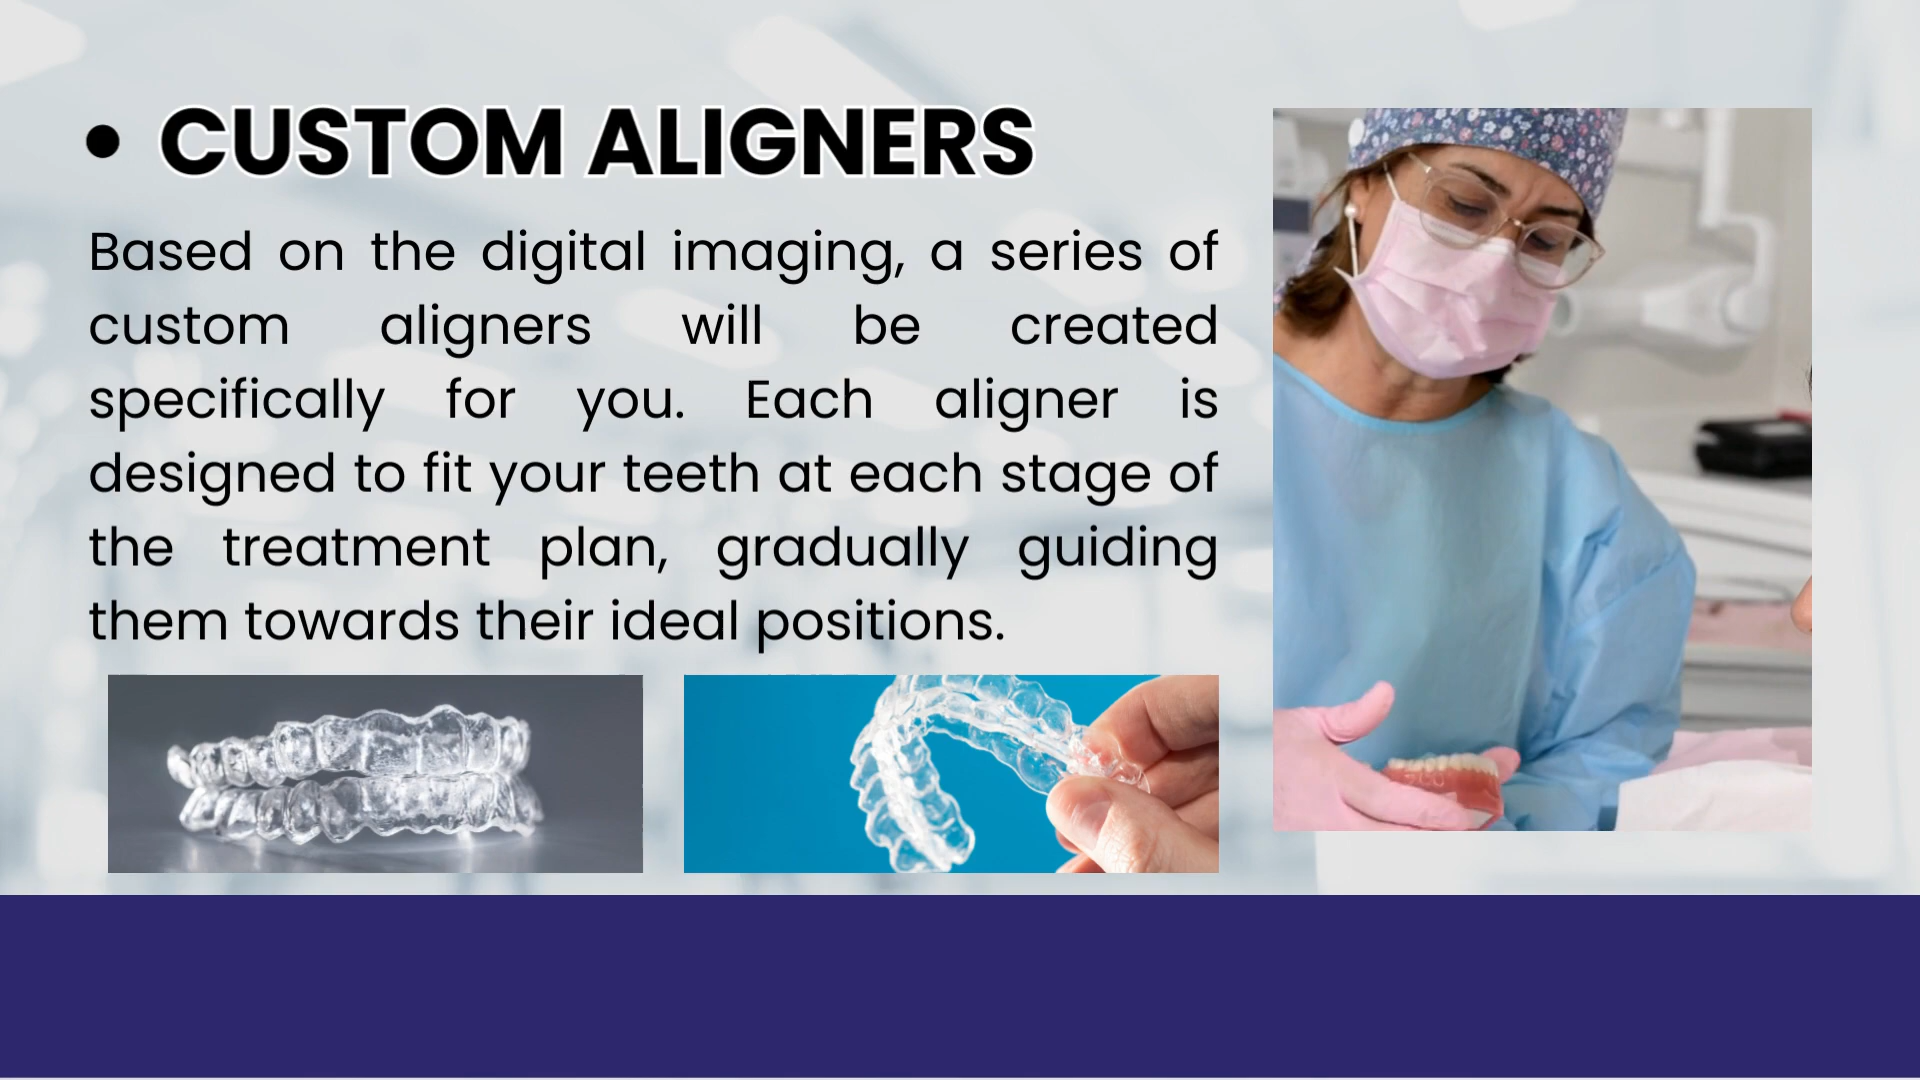 • CUSTOM ALIGNERS
Based on the digital imaging, a series of
custom aligners will be created
specifically for you. Each aligner is
designed to fit your teeth at each stage of
the treatment plan, gradually guiding
them towards their ideal positions.